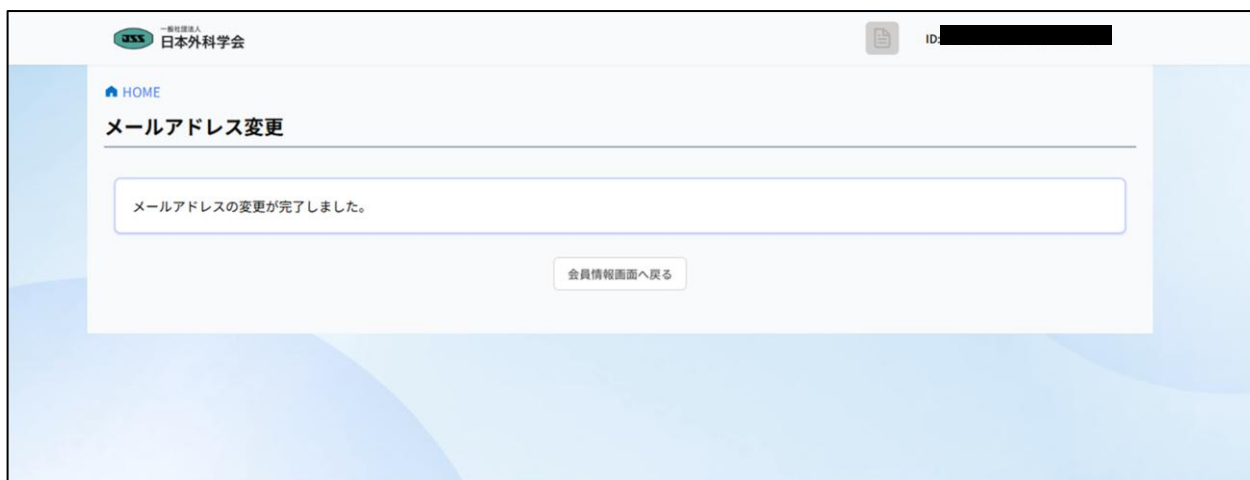 JSS
一般社団法人
日本外科学会
ID:
HOME
メールアドレス変更
メールアドレスの変更が完了しました。
会員情報画面へ戻る